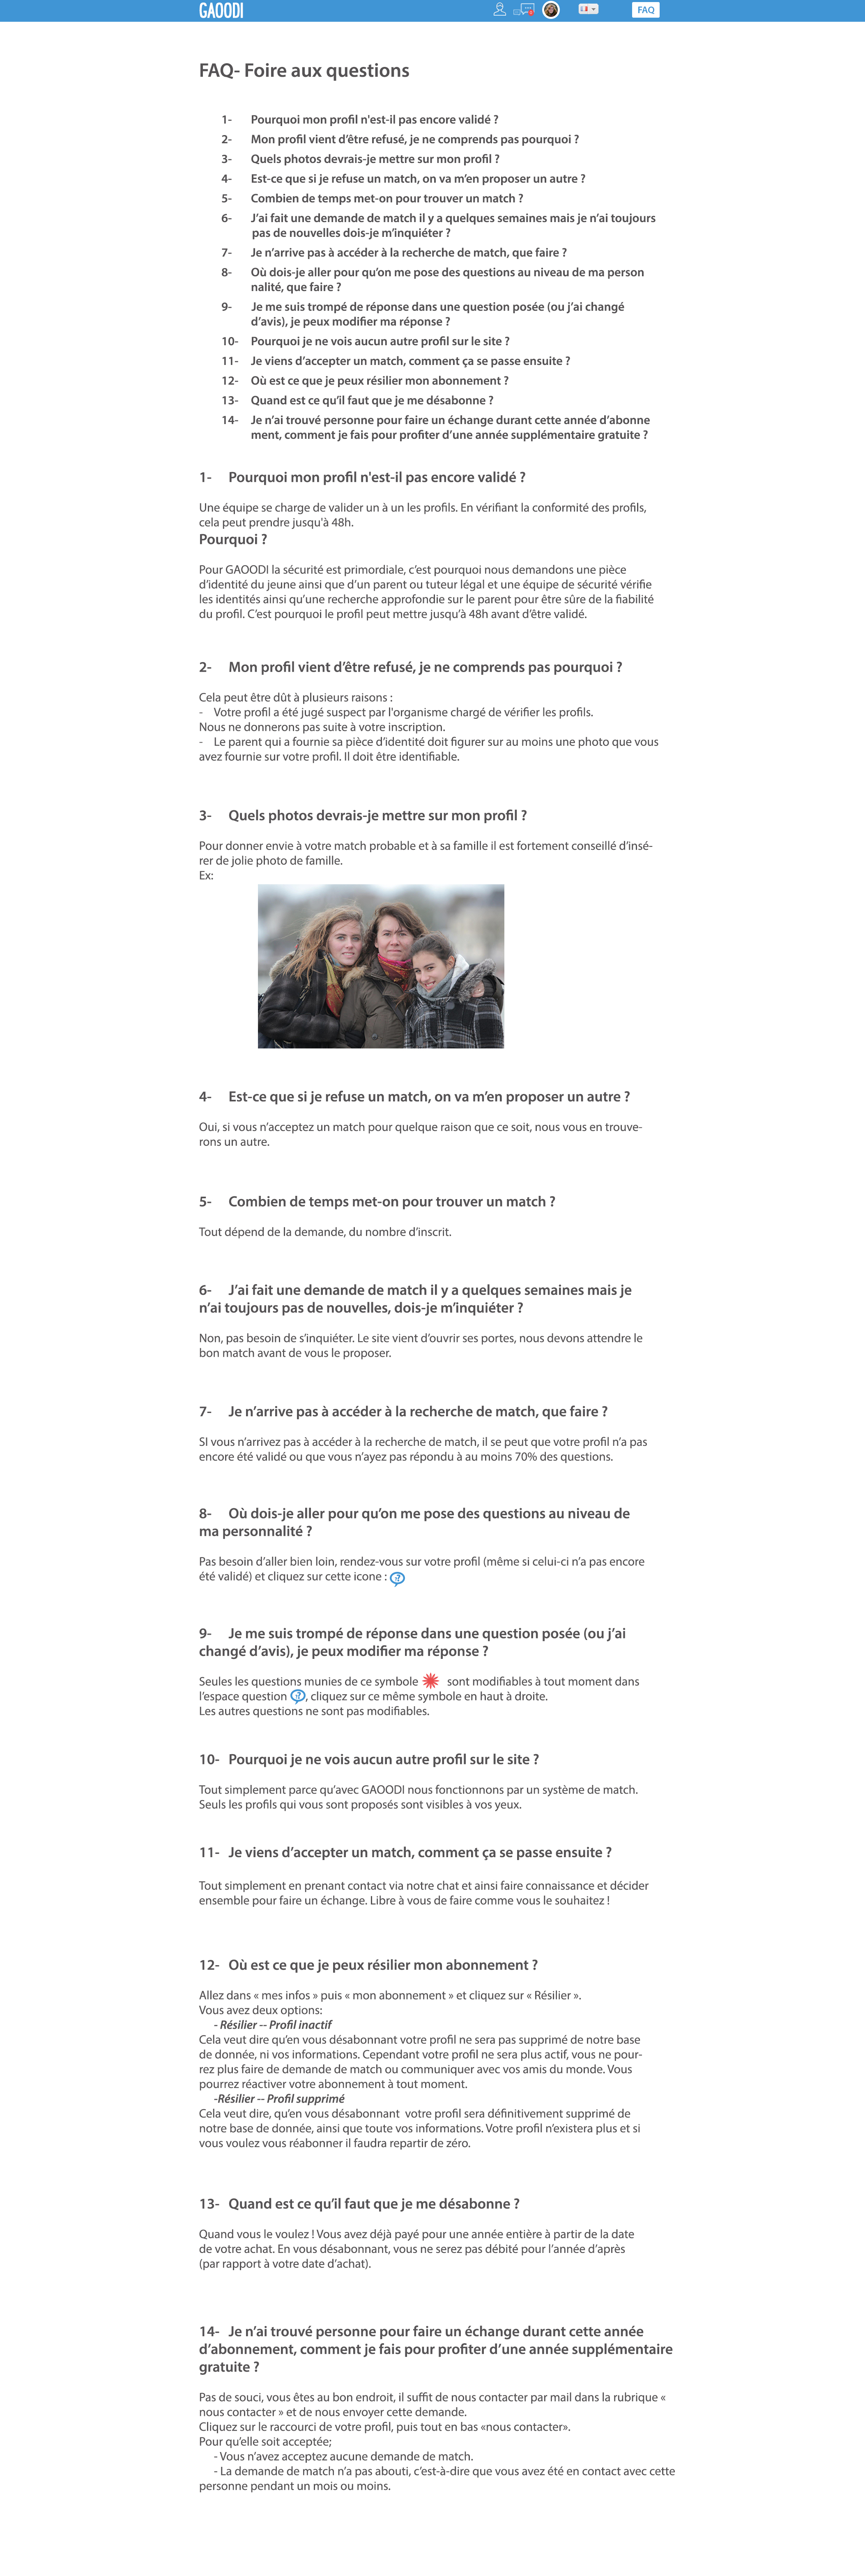 GAOODI
FAQ
FAQ- Foire aux questions
1- Pourquoi mon profil n'est-il pas encore validé ?
2- Mon profil vient d’être refusé, je ne comprends pas pourquoi ?
3- Quels photos devrais-je mettre sur mon profil ?
4- Est-ce que si je refuse un match, on va m’en proposer un autre ?
5- Combien de temps met-on pour trouver un match ?
6- J’ai fait une demande de match il y a quelques semaines mais je n’ai toujours
pas de nouvelles dois-je m’inquiéter ?
7- Je n’arrive pas à accéder à la recherche de match, que faire ?
8- Où dois-je aller pour qu’on me pose des questions au niveau de ma person
nalité, que faire ?
9- Je me suis trompé de réponse dans une question posée (ou j’ai changé
d’avis), je peux modifier ma réponse ?
10- Pourquoi je ne vois aucun autre profil sur le site ?
11- Je viens d’accepter un match, comment ça se passe ensuite ?
12- Où est ce que je peux résilier mon abonnement ?
13- Quand est ce qu’il faut que je me désabonne ?
14- Je n’ai trouvé personne pour faire un échange durant cette année d’abonne
ment, comment je fais pour profiter d’une année supplémentaire gratuite ?
1- Pourquoi mon profil n'est-il pas encore validé ?
Une équipe se charge de valider un à un les profils. En vérifiant la conformité des profils,
cela peut prendre jusqu'à 48h.
Pourquoi ?
Pour GAOODI la sécurité est primordiale, c’est pourquoi nous demandons une pièce
d’identité du jeune ainsi que d’un parent ou tuteur légal et une équipe de sécurité vérifie
les identités ainsi qu’une recherche approfondie sur le parent pour être sûre de la fiabilité
du profil. C’est pourquoi le profil peut mettre jusqu’à 48h avant d’être validé.
2- Mon profil vient d’être refusé, je ne comprends pas pourquoi ?
Cela peut être dût à plusieurs raisons :
- Votre profil a été jugé suspect par l'organisme chargé de vérifier les profils.
Nous ne donnerons pas suite à votre inscription.
- Le parent qui a fournie sa pièce d’identité doit figurer sur au moins une photo que vous
avez fournie sur votre profil. Il doit être identifiable.
3- Quels photos devrais-je mettre sur mon profil ?
Pour donner envie à votre match probable et à sa famille il est fortement conseillé d’insé-
rer de jolie photo de famille.
Ex:
4- Est-ce que si je refuse un match, on va m’en proposer un autre ?
Oui, si vous n’acceptez un match pour quelque raison que ce soit, nous vous en trouve-
rons un autre.
5- Combien de temps met-on pour trouver un match ?
Tout dépend de la demande, du nombre d’inscrit.
6- J’ai fait une demande de match il y a quelques semaines mais je
n’ai toujours pas de nouvelles, dois-je m’inquiéter ?
Non, pas besoin de s’inquiéter. Le site vient d’ouvrir ses portes, nous devons attendre le
bon match avant de vous le proposer.
7- Je n’arrive pas à accéder à la recherche de match, que faire ?
SI vous n’arrivez pas à accéder à la recherche de match, il se peut que votre profil n’a pas
encore été validé ou que vous n’ayez pas répondu à au moins 70% des questions.
8- Où dois-je aller pour qu’on me pose des questions au niveau de
ma personnalité ?
Pas besoin d’aller bien loin, rendez-vous sur votre profil (même si celui-ci n’a pas encore
été validé) et cliquez sur cette icone :
9- Je me suis trompé de réponse dans une question posée (ou j’ai
changé d’avis), je peux modifier ma réponse ?
Seules les questions munies de ce symbole sont modifiables à tout moment dans
l’espace question , cliquez sur ce même symbole en haut à droite.
Les autres questions ne sont pas modifiables.
10- Pourquoi je ne vois aucun autre profil sur le site ?
Tout simplement parce qu’avec GAOODI nous fonctionnons par un système de match.
Seuls les profils qui vous sont proposés sont visibles à vos yeux.
11- Je viens d’accepter un match, comment ça se passe ensuite ?
Tout simplement en prenant contact via notre chat et ainsi faire connaissance et décider
ensemble pour faire un échange. Libre à vous de faire comme vous le souhaitez !
12- Où est ce que je peux résilier mon abonnement ?
Allez dans « mes infos » puis « mon abonnement » et cliquez sur « Résilier ».
Vous avez deux options:
- Résilier -- Profil inactif
Cela veut dire qu’en vous désabonnant votre profil ne sera pas supprimé de notre base
de donnée, ni vos informations. Cependant votre profil ne sera plus actif, vous ne pour-
rez plus faire de demande de match ou communiquer avec vos amis du monde. Vous
pourrez réactiver votre abonnement à tout moment.
-Résilier -- Profil supprimé
Cela veut dire, qu’en vous désabonnant votre profil sera définitivement supprimé de
notre base de donnée, ainsi que toute vos informations. Votre profil n’existera plus et si
vous voulez vous réabonner il faudra repartir de zéro.
13- Quand est ce qu’il faut que je me désabonne ?
Quand vous le voulez ! Vous avez déjà payé pour une année entière à partir de la date
de votre achat. En vous désabonnant, vous ne serez pas débité pour l’année d’après
(par rapport à votre date d’achat).
14- Je n’ai trouvé personne pour faire un échange durant cette année
d’abonnement, comment je fais pour profiter d’une année supplémentaire
gratuite ?
Pas de souci, vous êtes au bon endroit, il suffit de nous contacter par mail dans la rubrique «
nous contacter » et de nous envoyer cette demande.
Cliquez sur le raccourci de votre profil, puis tout en bas «nous contacter».
Pour qu’elle soit acceptée;
- Vous n’avez acceptez aucune demande de match.
- La demande de match n’a pas abouti, c’est-à-dire que vous avez été en contact avec cette
personne pendant un mois ou moins.